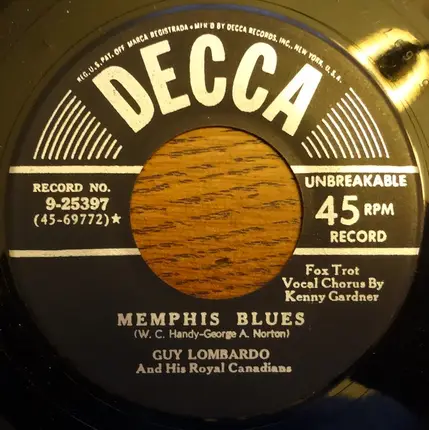 REG. U.S. PAT. OFF. MARCA REGISTRADA • MIN'D BY DECCA RECORDS, INC., NEW YORK, U.S.A.
DECCA
RECORD NO.
9-25397
(45-69772)★
UNBREAKABLE
45 RPM
RECORD
Fox Trot
Vocal Chorus By
Kenny Gardner
MEMPHIS BLUES
(W. C. Handy-George A. Norton)
GUY LOMBARDO
And His Royal Canadians